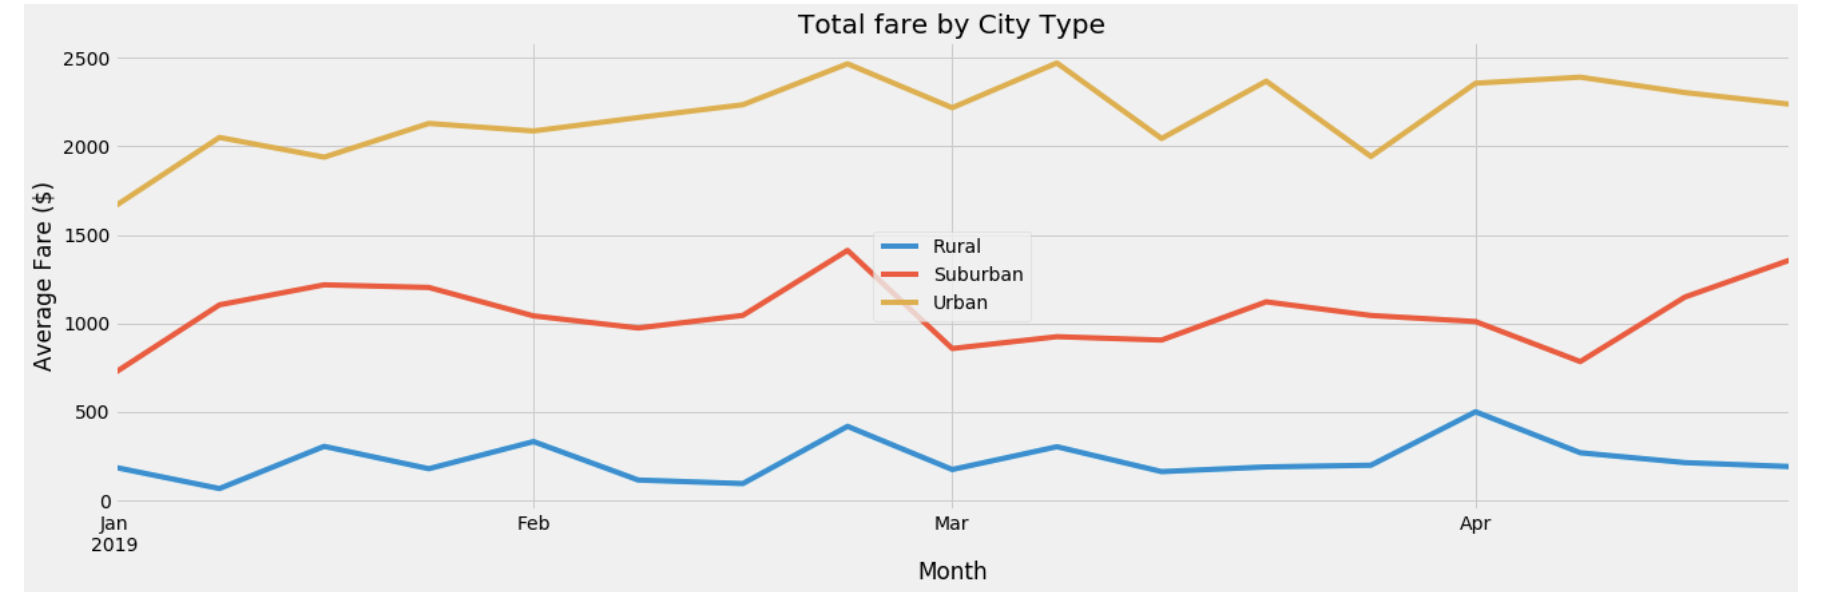 Total fare by City Type
2500
2000
1500
1000
500
0
Average Fare ($)
Rural
Suburban
Urban
Jan
2019
Feb
Mar
Apr
Month